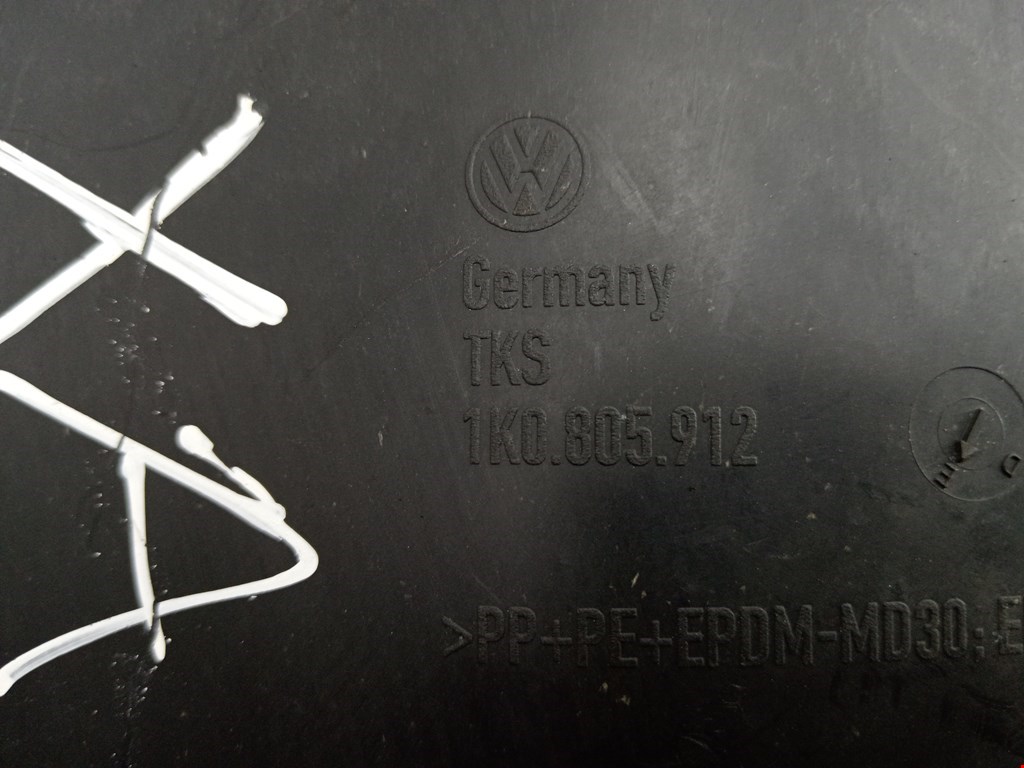 Germany
TKS
1K0.805.912
>PP+PE+EPDM-MD30;E